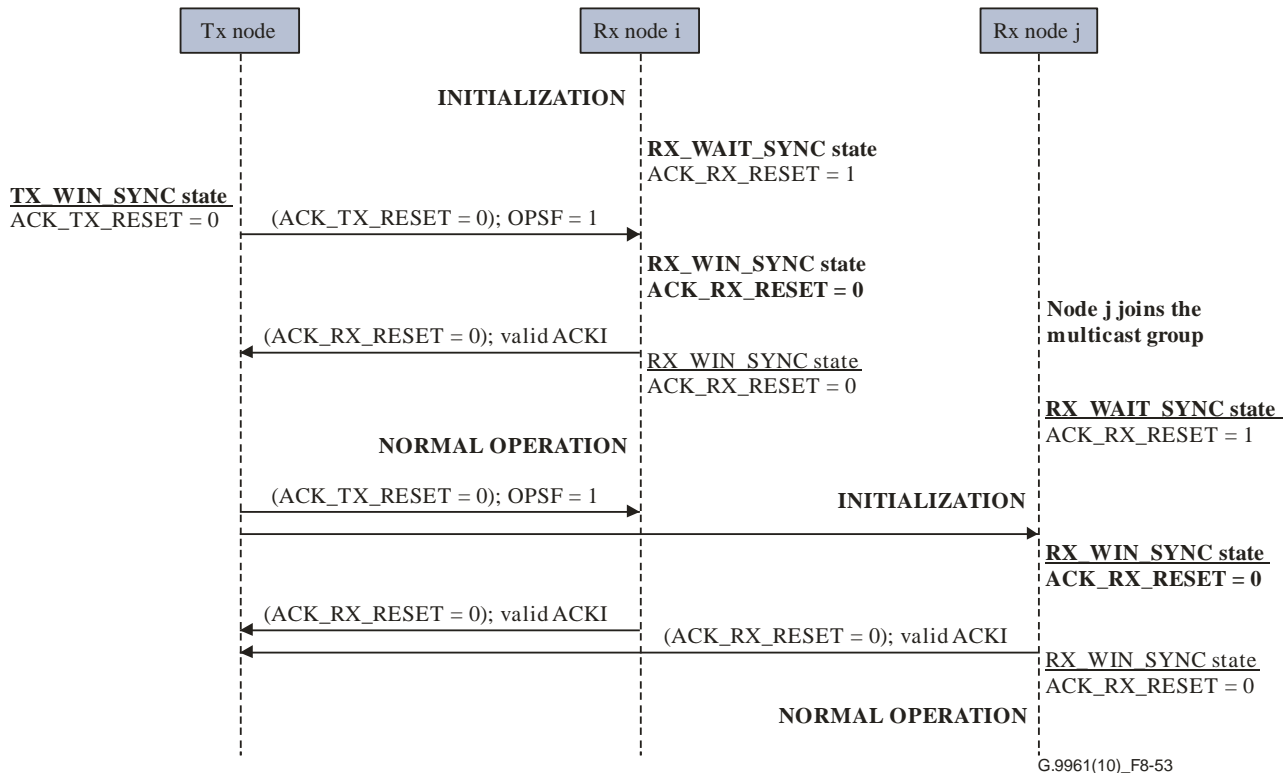 Tx node
Rx node i
Rx node j
INITIALIZATION
RX_WAIT_SYNC state
ACK_RX_RESET = 1
TX_WIN_SYNC state
ACK_TX_RESET = 0
(ACK_TX_RESET = 0); OPSF = 1
RX_WIN_SYNC state
ACK_RX_RESET = 0
Node j joins the
multicast group
(ACK_RX_RESET = 0); valid ACKI
RX_WIN_SYNC state
ACK_RX_RESET = 0
RX_WAIT_SYNC state
ACK_RX_RESET = 1
NORMAL OPERATION
(ACK_TX_RESET = 0); OPSF = 1
INITIALIZATION
RX_WIN_SYNC state
ACK_RX_RESET = 0
(ACK_RX_RESET = 0); valid ACKI
(ACK_RX_RESET = 0); valid ACKI
RX_WIN_SYNC state
ACK_RX_RESET = 0
NORMAL OPERATION
G.9961(10)_F8-53